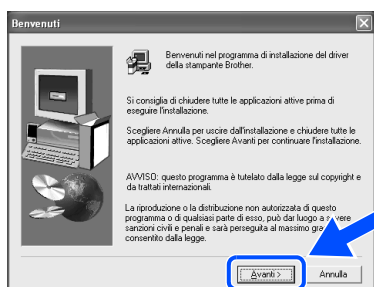 Benvenuti
Benvenuti nel programma di installazione del driver
della stampante Brother.
Si consiglia di chiudere tutte le applicazioni attive prima di
eseguire l'installazione.
Scegliere Annulla per uscire dall'installazione e chiudere tutte le
applicazioni attive. Scegliere Avanti per continuare l'installazione.
AVVISO: questo programma è tutelato dalla legge sul copyright e
da trattati internazionali.
La riproduzione o la distribuzione non autorizzata di questo
programma o di qualsiasi parte di esso, può dar luogo a severe
sanzioni civili e penali e sarà perseguita al massimo
consentito dalla legge.
Avanti >
Annulla